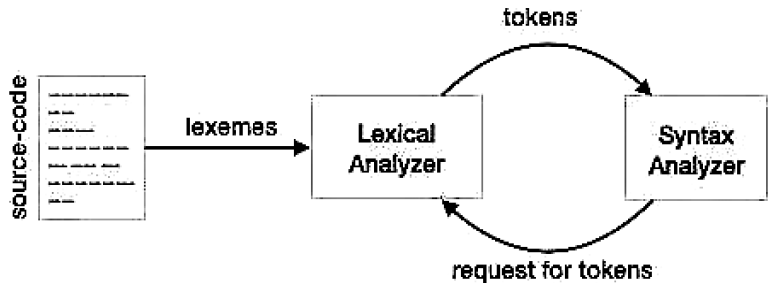 tokens
source-code
lexemes
Lexical
Analyzer
Syntax
Analyzer
request for tokens